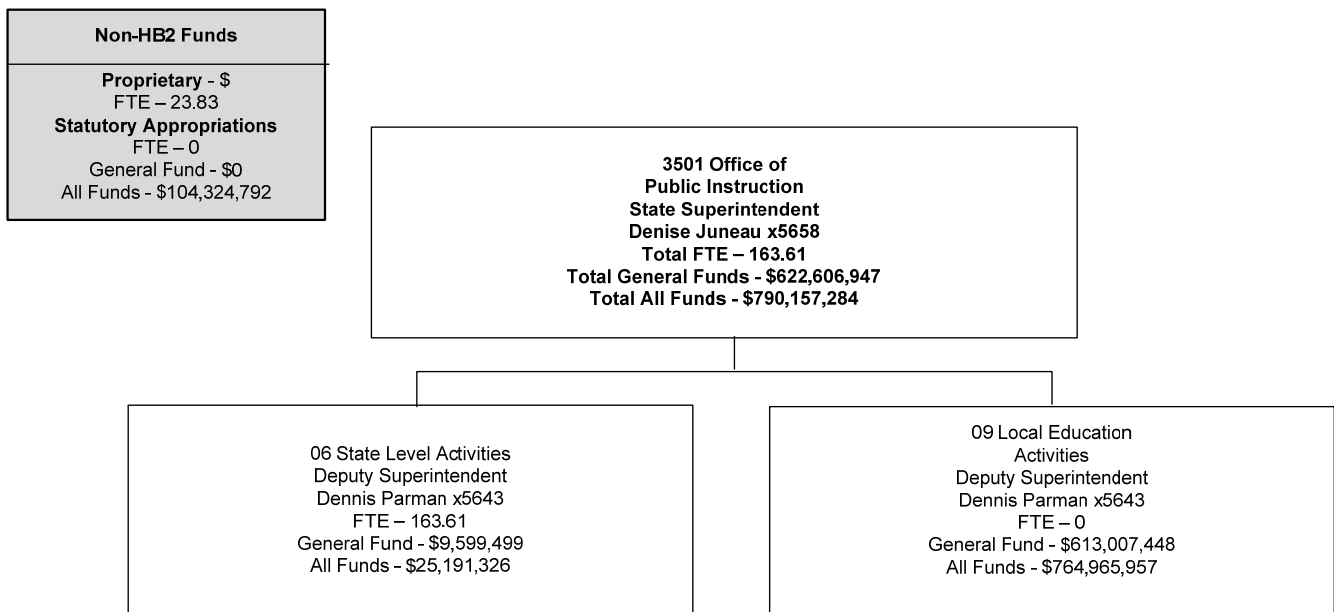 Non-HB2 Funds
Proprietary - $
FTE – 23.83
Statutory Appropriations
FTE – 0
General Fund - $0
All Funds - $104,324,792
3501 Office of
Public Instruction
State Superintendent
Denise Juneau x5658
Total FTE – 163.61
Total General Funds - $622,606,947
Total All Funds - $790,157,284
06 State Level Activities
Deputy Superintendent
Dennis Parman x5643
FTE – 163.61
General Fund - $9,599,499
All Funds - $25,191,326
09 Local Education
Activities
Deputy Superintendent
Dennis Parman x5643
FTE – 0
General Fund - $613,007,448
All Funds - $764,965,957